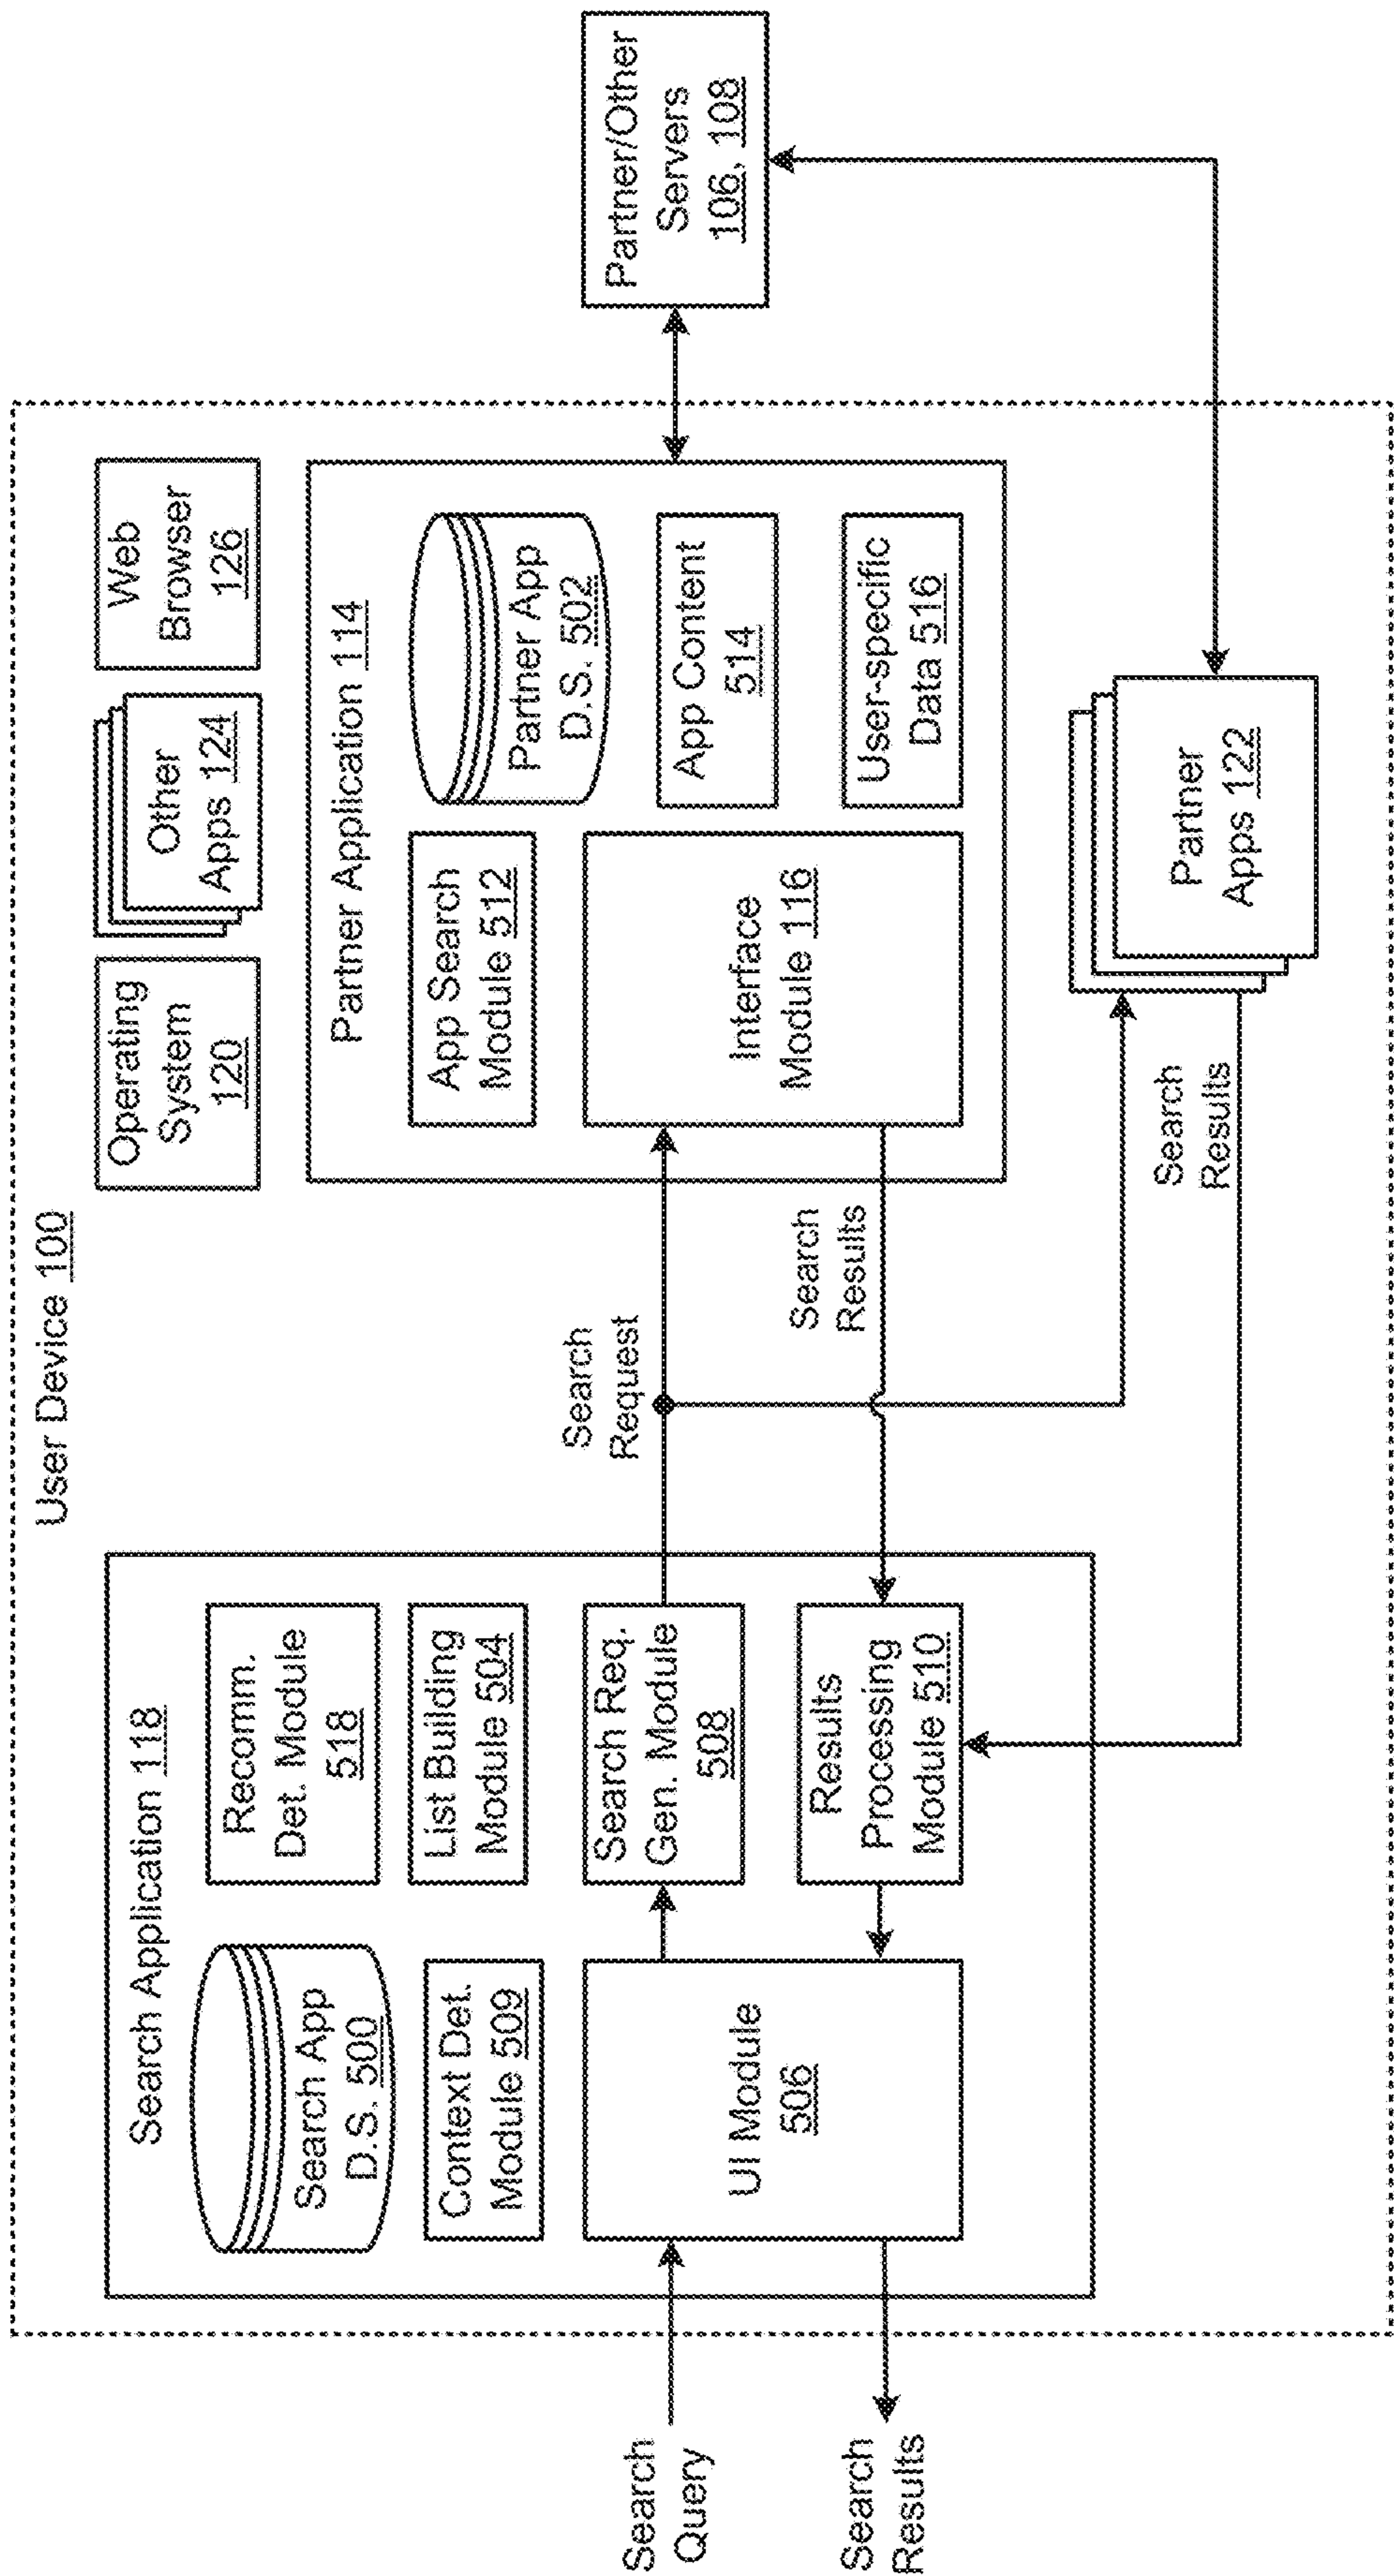 User Device 100
Search Application 118
Search App
D.S. 500
Recomm.
Det. Module
518
Context Det.
Module 509
List Building
Module 504
Search
Query
UI Module
506
Search Req.
Gen. Module
508
Search
Results
Results
Processing
Module 510
Search
Request
Search
Results
Operating
System
120
Other
Apps 124
Web
Browser
126
Partner Application 114
App Search
Module 512
Partner App
D.S. 502
Interface
Module 116
App Content
514
User-specific
Data 516
Search
Results
Partner
Apps 122
Partner/Other
Servers
106, 108